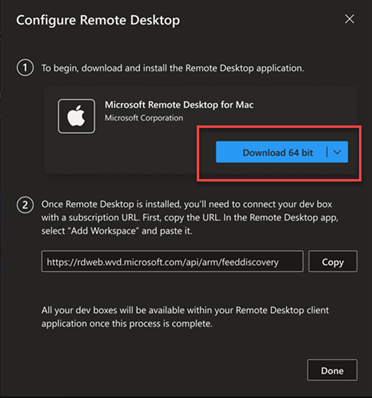 Configure Remote Desktop
1 To begin, download and install the Remote Desktop application.
Microsoft Remote Desktop for Mac
Microsoft Corporation
Download 64 bit
2 Once Remote Desktop is installed, you'll need to connect your dev box
with a subscription URL. First, copy the URL. In the Remote Desktop app,
select "Add Workspace" and paste it.
https://rdweb.wvd.microsoft.com/api/arm/feeddiscovery
Copy
All your dev boxes will be available within your Remote Desktop client
application once this process is complete.
Done